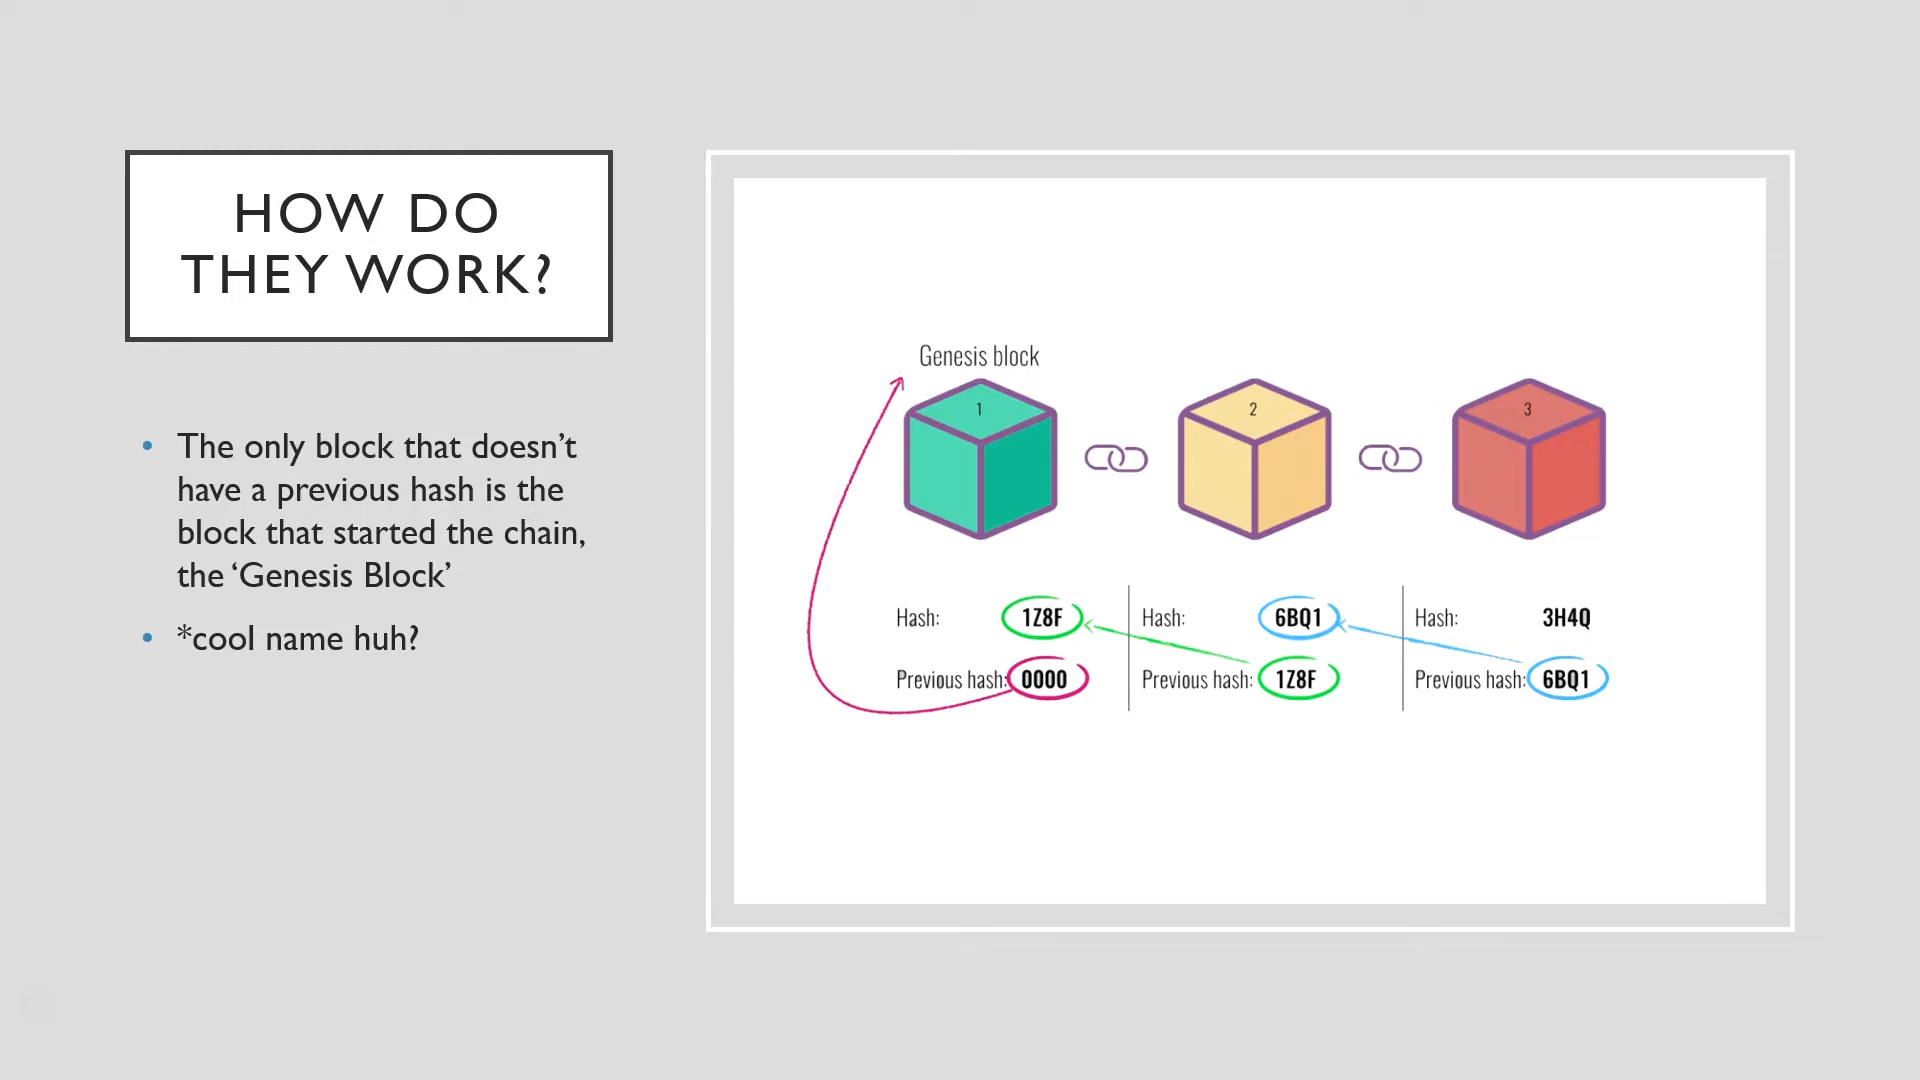 HOW DO
THEY WORK?
• The only block that doesn’t
have a previous hash is the
block that started the chain,
the ‘Genesis Block’
• *cool name huh?
Genesis block
1
2
3
Hash: 1Z8F
Previous hash: 0000
Hash: 6BQ1
Previous hash: 1Z8F
Hash: 3H4Q
Previous hash: 6BQ1